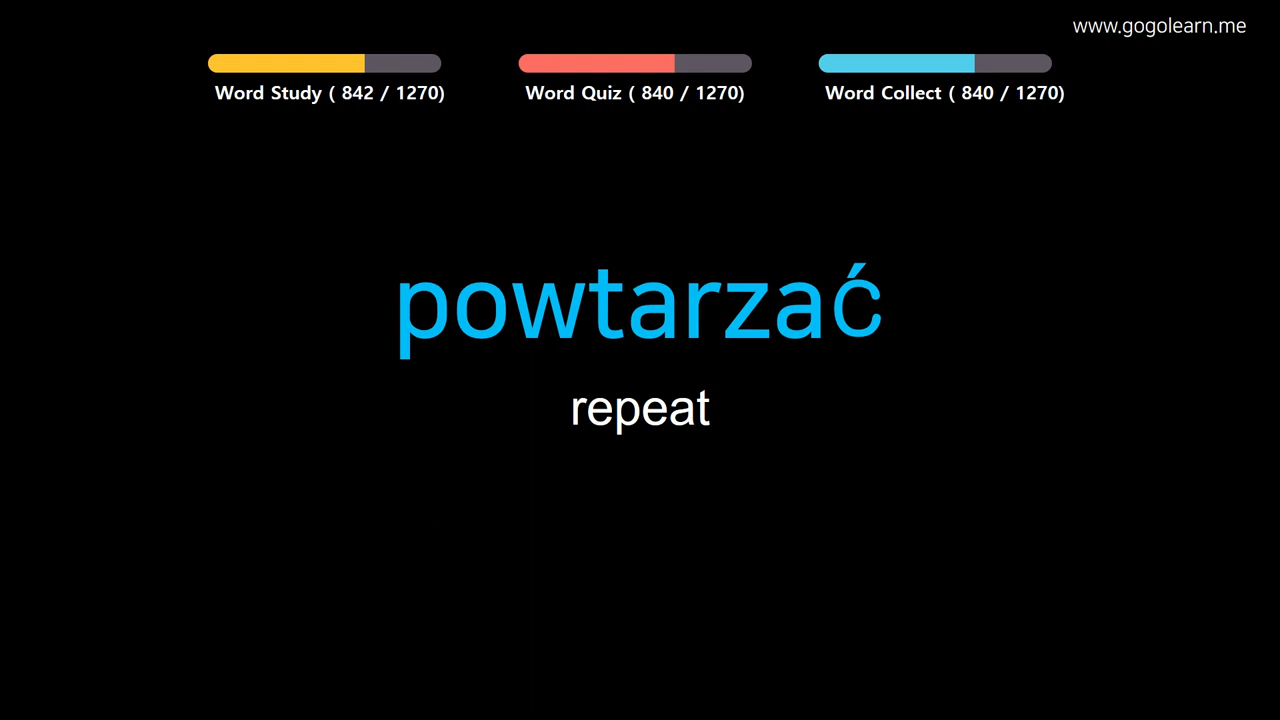 www.gogolearn.me
Word Study ( 842 / 1270)
Word Quiz ( 840 / 1270)
Word Collect ( 840 / 1270)
powtarzać
repeat